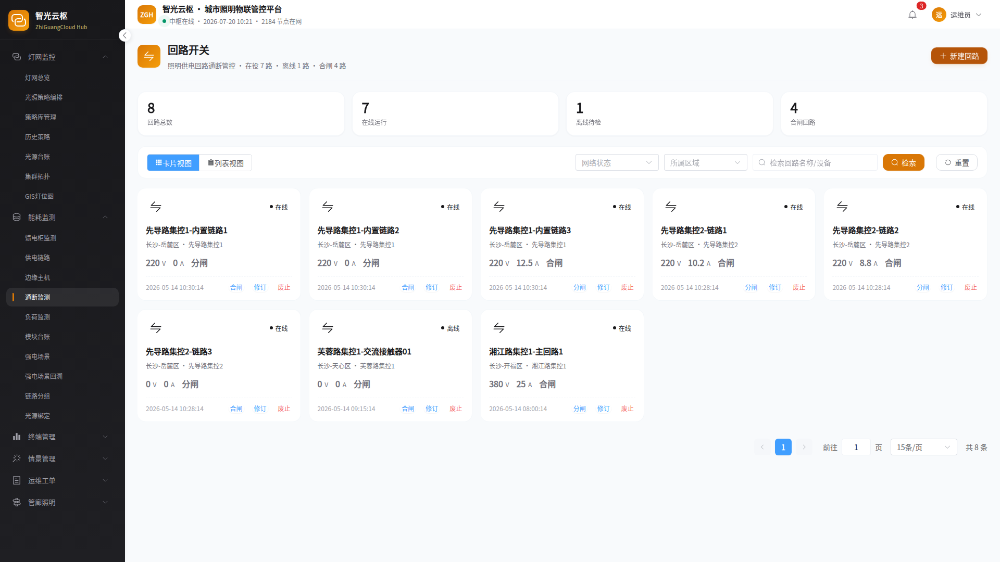 智光云枢
ZhiGuangCloud Hub
灯网监控
灯网总览
光照策略编排
策略库管理
历史策略
光源台账
集群拓扑
GIS灯位图
能耗监测
馈电柜监测
供电链路
边缘主机
通断监测
负荷监测
模块台账
强电场景
强电场景回溯
链路分组
光源绑定
终端管理
情景管理
运维工单
管廊照明
ZGH
智光云枢 • 城市照明物联管控平台
中枢在线 • 2026-07-20 10:21 • 2184 节点在网
3
运 运维员
回路开关
照明供电回路通断管控 • 在役 7 路 • 离线 1 路 • 合闸 4 路
新建回路
8
回路总数
7
在线运行
1
离线待检
4
合闸回路
卡片视图 列表视图 网络状态 所属区域 检索回路名称/设备 检索 重置
在线
先导路集控1-内置链路1
长沙-岳麓区 • 先导路集控1
220 V 0 A 分闸
2026-05-14 10:30:14 合闸 修订 废止
在线
先导路集控1-内置链路2
长沙-岳麓区 • 先导路集控1
220 V 0 A 分闸
2026-05-14 10:30:14 合闸 修订 废止
在线
先导路集控1-内置链路3
长沙-岳麓区 • 先导路集控1
220 V 12.5 A 合闸
2026-05-14 10:30:14 分闸 修订 废止
在线
先导路集控2-链路1
长沙-岳麓区 • 先导路集控2
220 V 10.2 A 合闸
2026-05-14 10:28:14 分闸 修订 废止
在线
先导路集控2-链路2
长沙-岳麓区 • 先导路集控2
220 V 8.8 A 合闸
2026-05-14 10:28:14 分闸 修订 废止
在线
先导路集控2-链路3
长沙-岳麓区 • 先导路集控2
0 V 0 A 分闸
2026-05-14 10:28:14 合闸 修订 废止
离线
芙蓉路集控1-交流接触器01
长沙-天心区 • 芙蓉路集控1
0 V 0 A 分闸
2026-05-14 09:15:14 合闸 修订 废止
在线
湘江路集控1-主回路1
长沙-开福区 • 湘江路集控1
380 V 25 A 合闸
2026-05-14 08:00:14 分闸 修订 废止
1 前往 1 页 15条/页 共 8 条